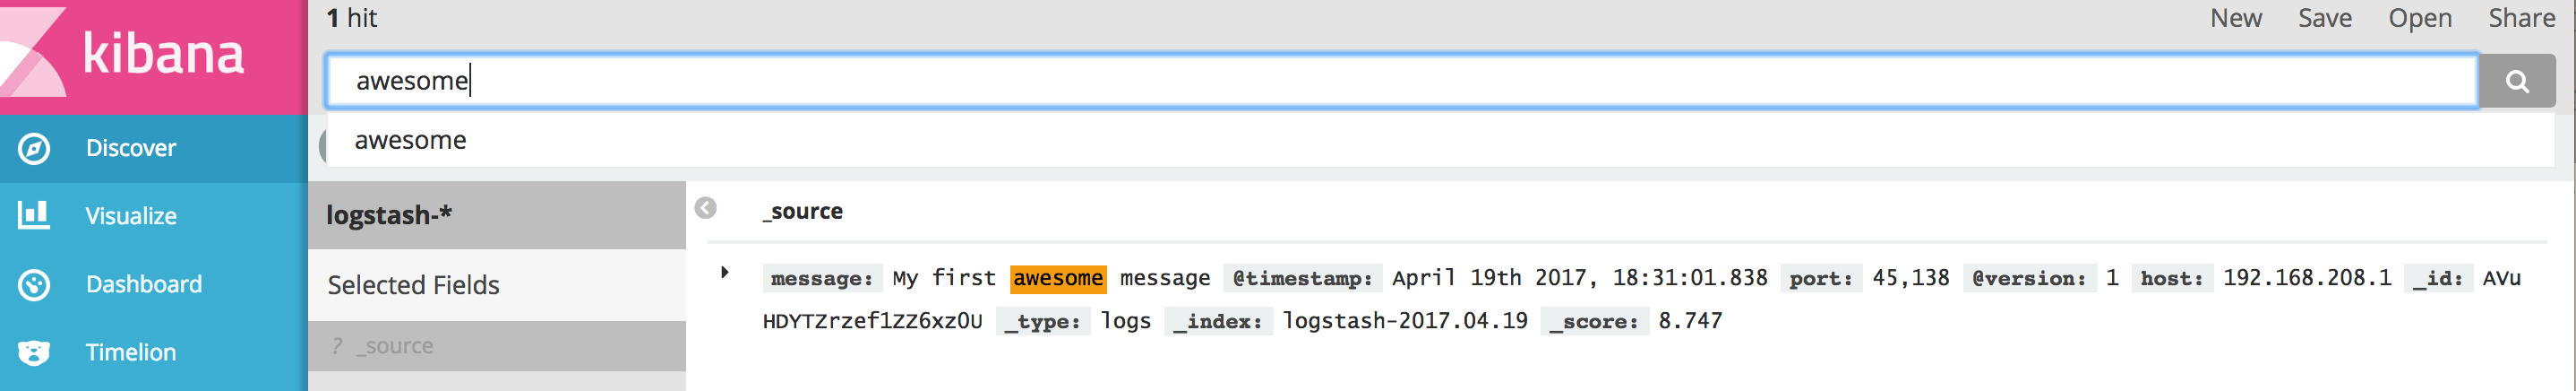 kibana
1 hit
New Save Open Share
awesome
awesome
Discover
Visualize
Dashboard
Timelion
logstash-*
Selected Fields
? _source
_source
message: My first awesome message @timestamp: April 19th 2017, 18:31:01.838 port: 45,138 @version: 1 host: 192.168.208.1 _id: AVu
HDYTZrzef1ZZ6xzOU _type: logs _index: logstash-2017.04.19 _score: 8.747